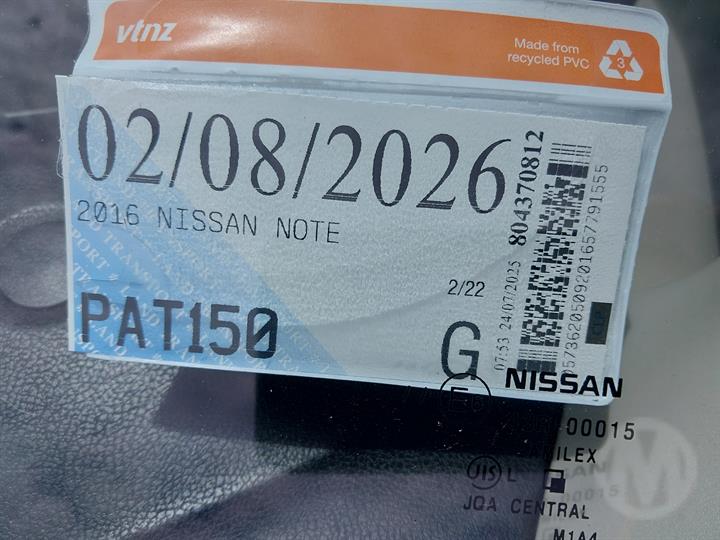 vtnz
Made from
recycled PVC
3
02/08/2026
2016 NISSAN NOTE
PAT150
2/22
G
07:53 24/07/2025
804370812
NISSAN
00015
JIS L
JQA CENTRAL
M1A4
M